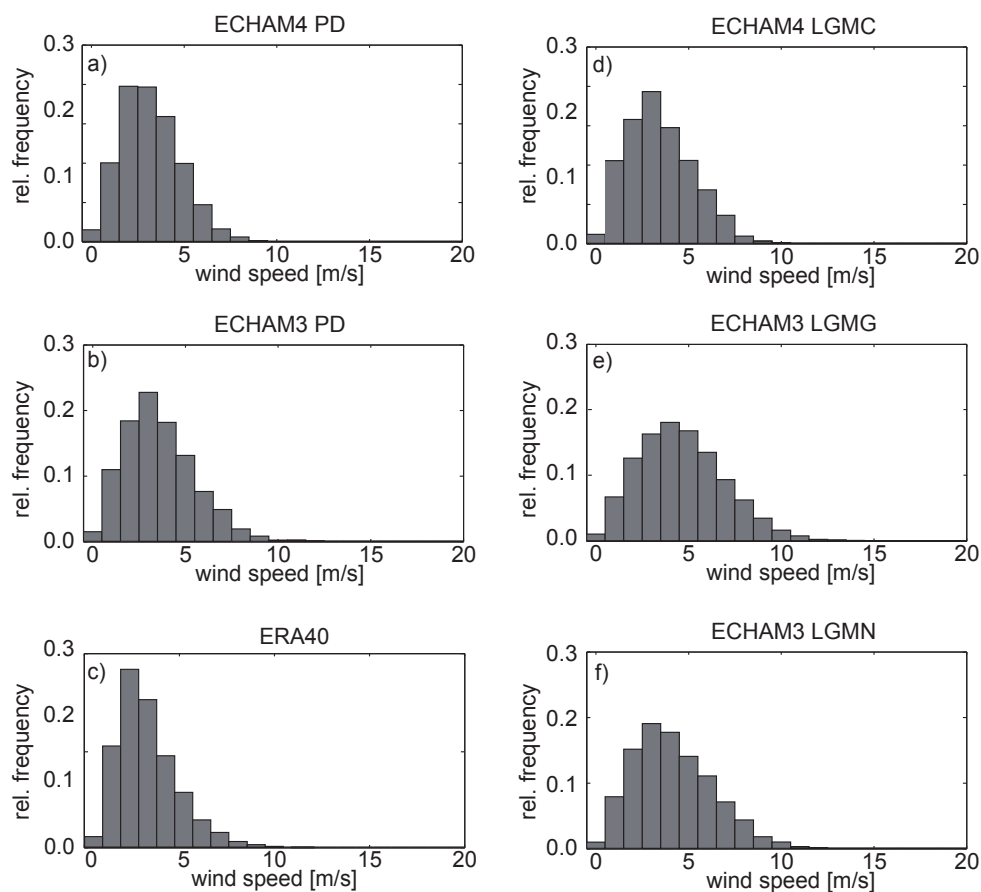 ECHAM4 PD
a)
0.3
0.2
0.1
0.0
rel. frequency
0 5 10 15 20
wind speed [m/s]
ECHAM4 LGMC
d)
0.3
0.2
0.1
0.0
rel. frequency
0 5 10 15 20
wind speed [m/s]
ECHAM3 PD
b)
0.3
0.2
0.1
0.0
rel. frequency
0 5 10 15 20
wind speed [m/s]
ECHAM3 LGMG
e)
0.3
0.2
0.1
0.0
rel. frequency
0 5 10 15 20
wind speed [m/s]
ERA40
c)
0.3
0.2
0.1
0.0
rel. frequency
0 5 10 15 20
wind speed [m/s]
ECHAM3 LGMN
f)
0.3
0.2
0.1
0.0
rel. frequency
0 5 10 15 20
wind speed [m/s]